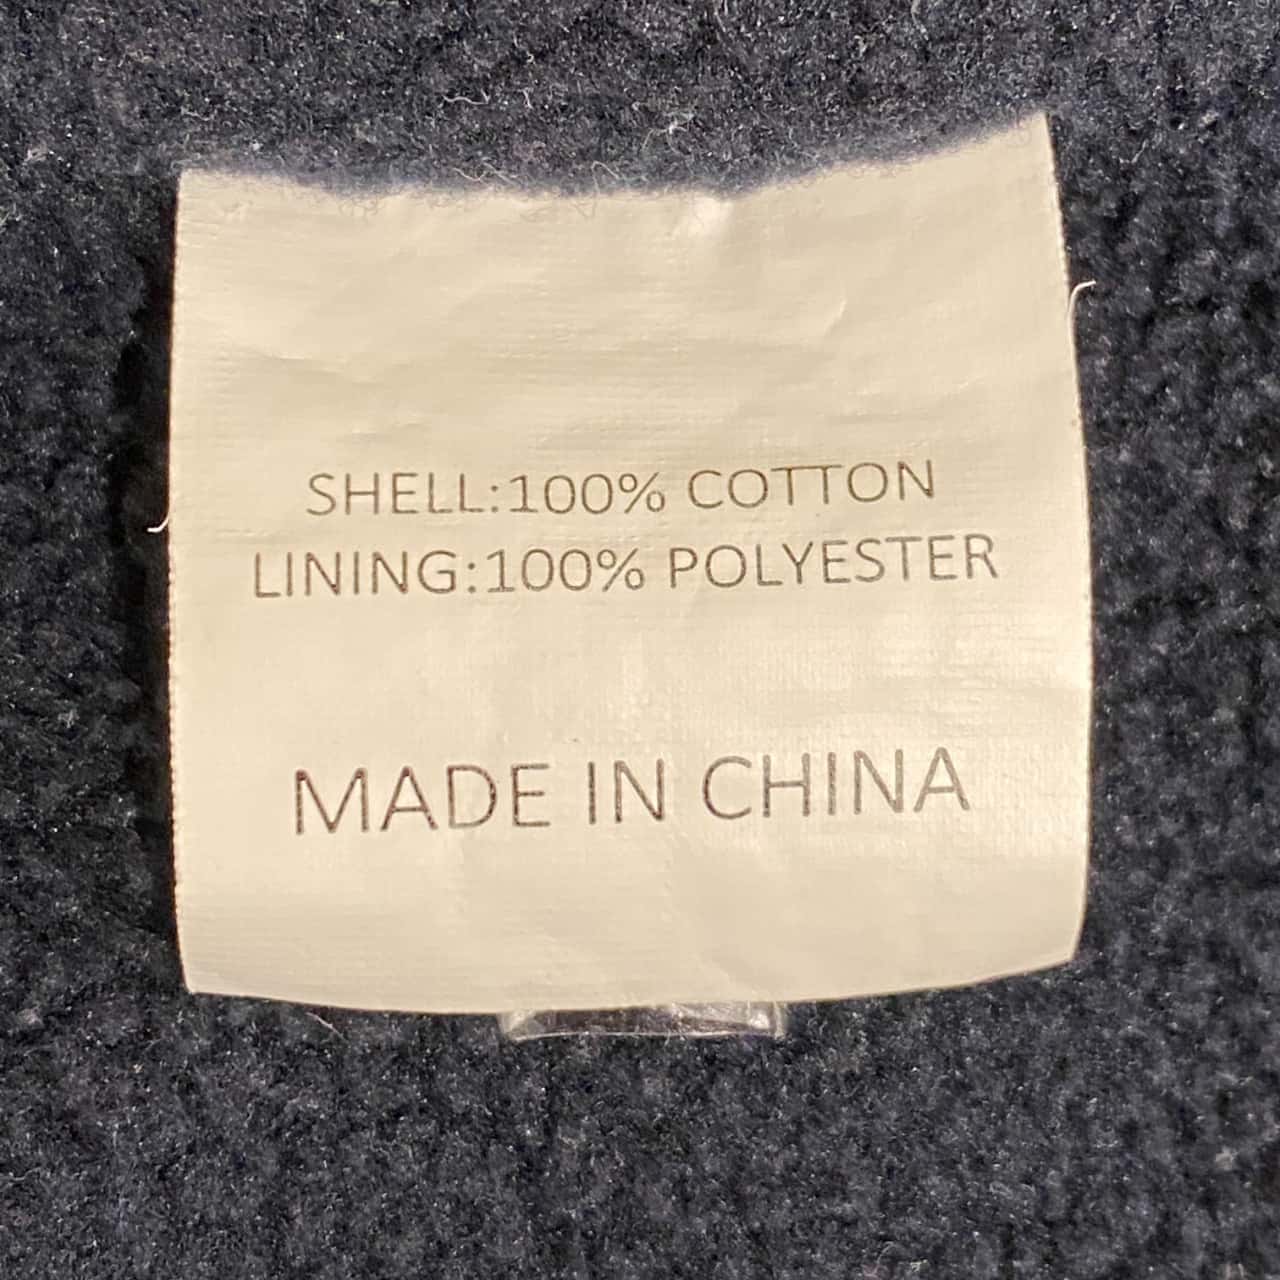 SHELL:100% COTTON
LINING:100% POLYESTER
MADE IN CHINA